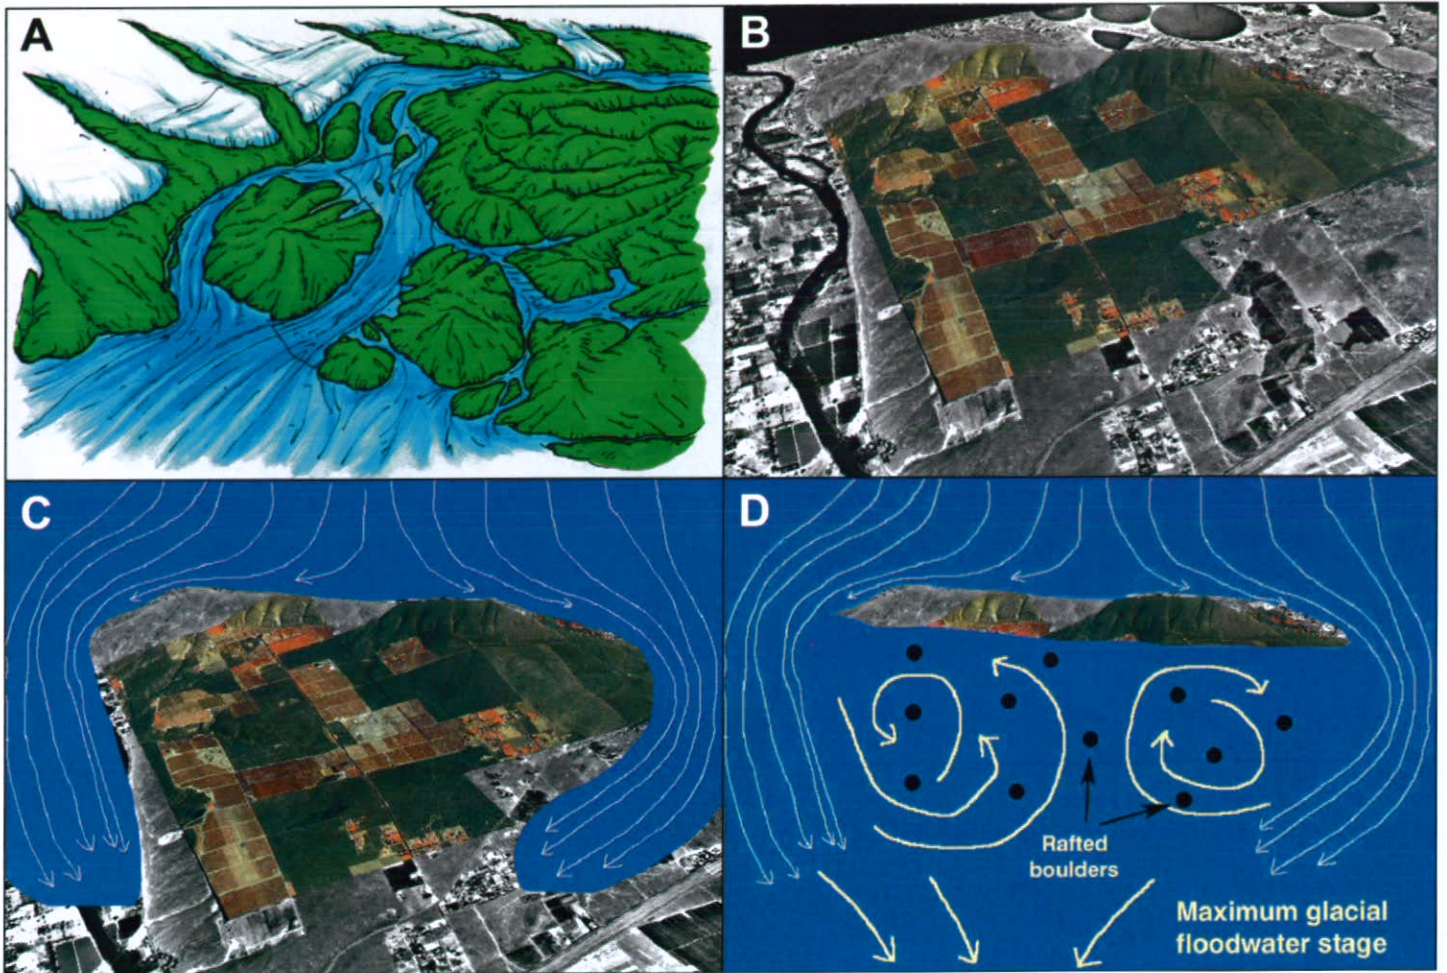 A
B
C
D
Rafted
boulders
Maximum glacial
floodwater stage